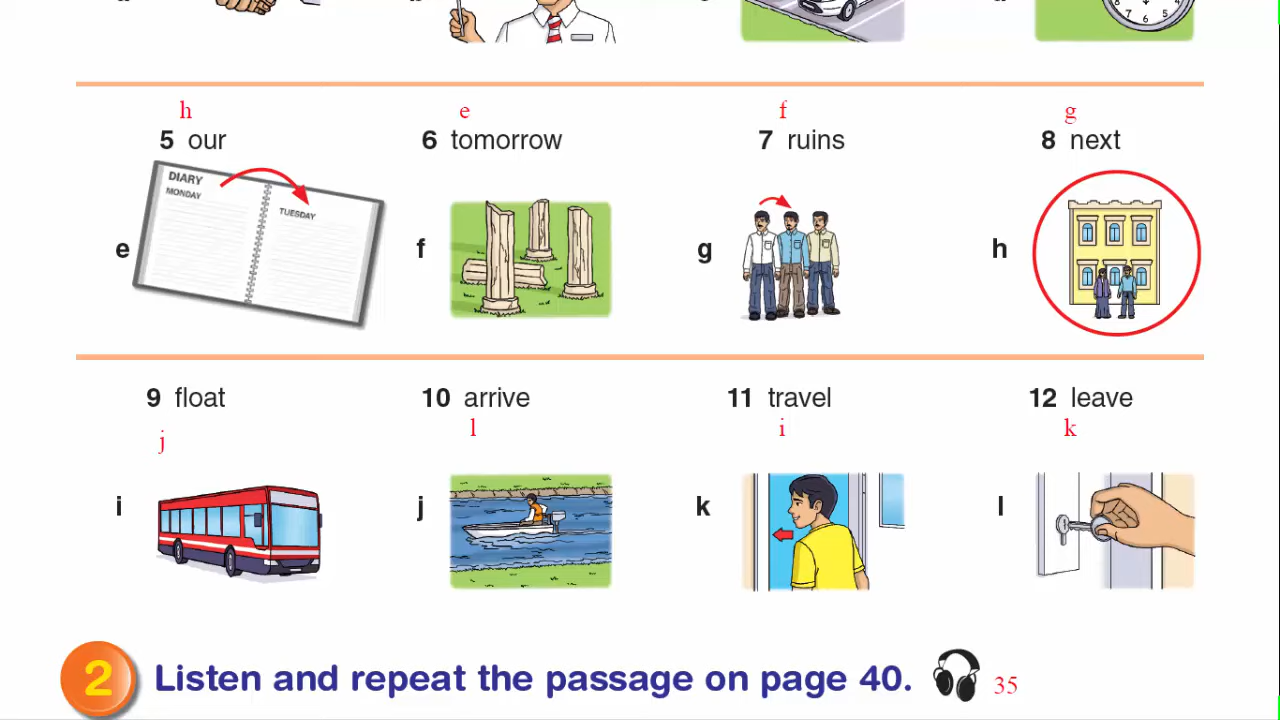 h e f g
5 our 6 tomorrow 7 ruins 8 next
DIARY
MONDAY
TUESDAY
e f g h
9 float 10 arrive 11 travel 12 leave
j l i k
i j k l
2 Listen and repeat the passage on page 40. 35